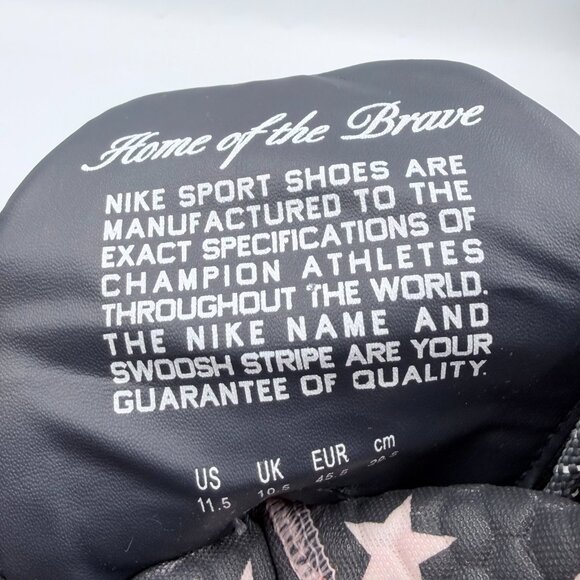 Home of the Brave
NIKE SPORT SHOES ARE
MANUFACTURED TO THE
EXACT SPECIFICATIONS OF
CHAMPION ATHLETES
THROUGHOUT THE WORLD.
THE NIKE NAME AND
SWOOSH STRIPE ARE YOUR
GUARANTEE OF QUALITY.
US UK EUR cm
11.5 10.5 45.5 29.5